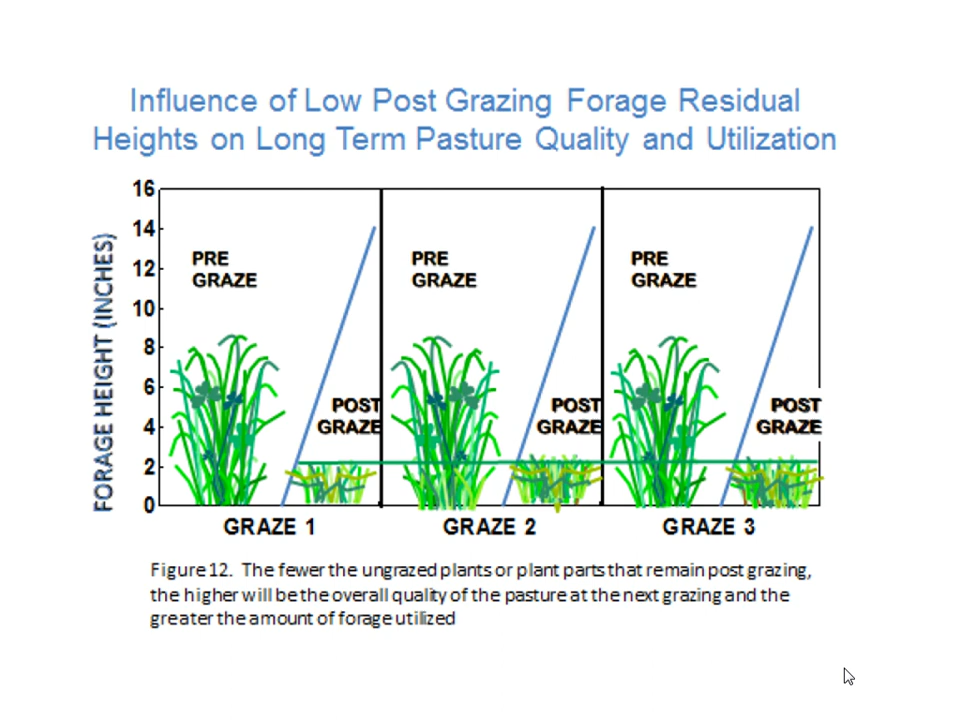 Influence of Low Post Grazing Forage Residual
Heights on Long Term Pasture Quality and Utilization
FORAGE HEIGHT (INCHES)
16
14
12
10
8
6
4
2
0
PRE
GRAZE
POST
GRAZE
PRE
GRAZE
POST
GRAZE
PRE
GRAZE
POST
GRAZE
GRAZE 1
GRAZE 2
GRAZE 3
Figure 12. The fewer the ungrazed plants or plant parts that remain post grazing,
the higher will be the overall quality of the pasture at the next grazing and the
greater the amount of forage utilized